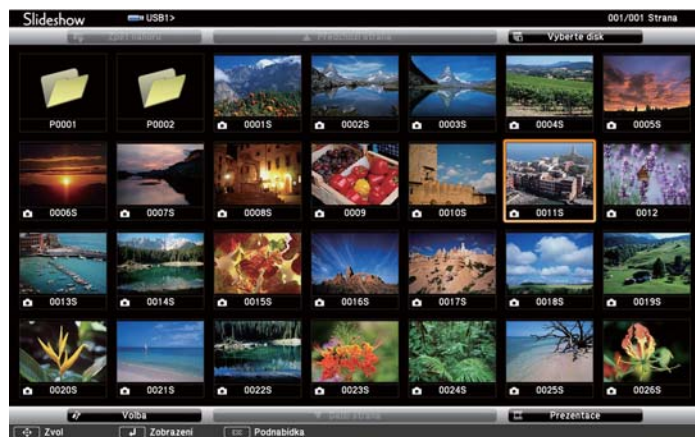 Slideshow USB1> 001/001 Strana
Zpět nahoru Předchozí strana Vyberte disk
P0001 P0002 0001S 0002S 0003S 0004S 0005S
0006S 0007S 0008S 0009 0010S 0011S 0012
0013S 0014S 0015S 0016S 0017S 0018S 0019S
0020S 0021S 0022S 0023S 0024S 0025S 0026S
Volba Další strana Prezentace
Zvol Zobrazení Esc Podnabídka